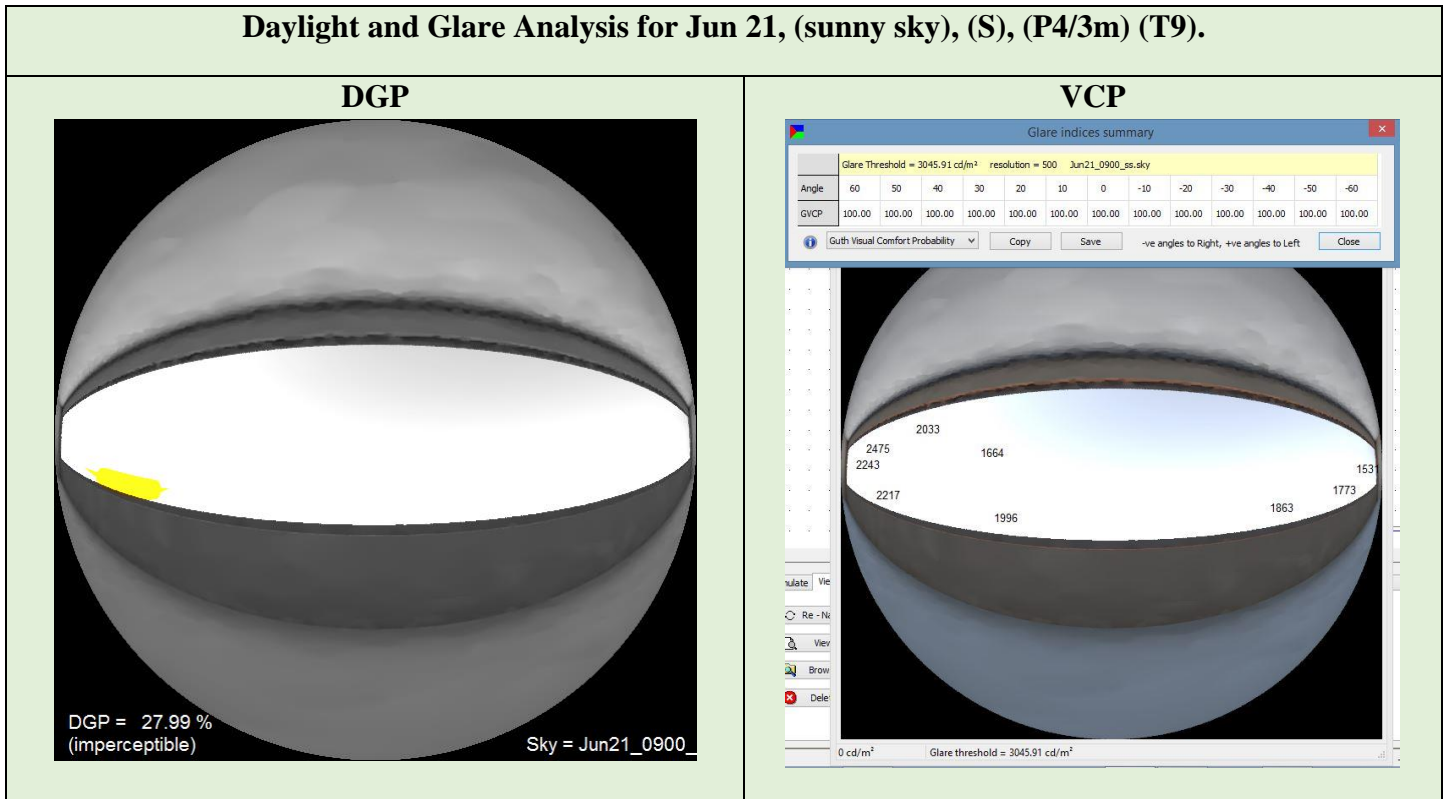 Daylight and Glare Analysis for Jun 21, (sunny sky), (S), (P4/3m) (T9).
DGP
DGP = 27.99 %
(imperceptible)
Sky = Jun21_0900_
VCP
Glare indices summary
Glare Threshold = 3045.91 cd/m² resolution = 500 Jun21_0900_ss.sky
Angle 60 50 40 30 20 10 0 -10 -20 -30 -40 -50 -60
GVCP 100.00 100.00 100.00 100.00 100.00 100.00 100.00 100.00 100.00 100.00 100.00 100.00 100.00
Guth Visual Comfort Probability Copy Save -ve angles to Right, +ve angles to Left Close
2033
2475
1664
2243
1531
1773
2217
1863
1996
mulate Vie
Re - Na
View
Brow
Delet
0 cd/m² Glare threshold = 3045.91 cd/m²